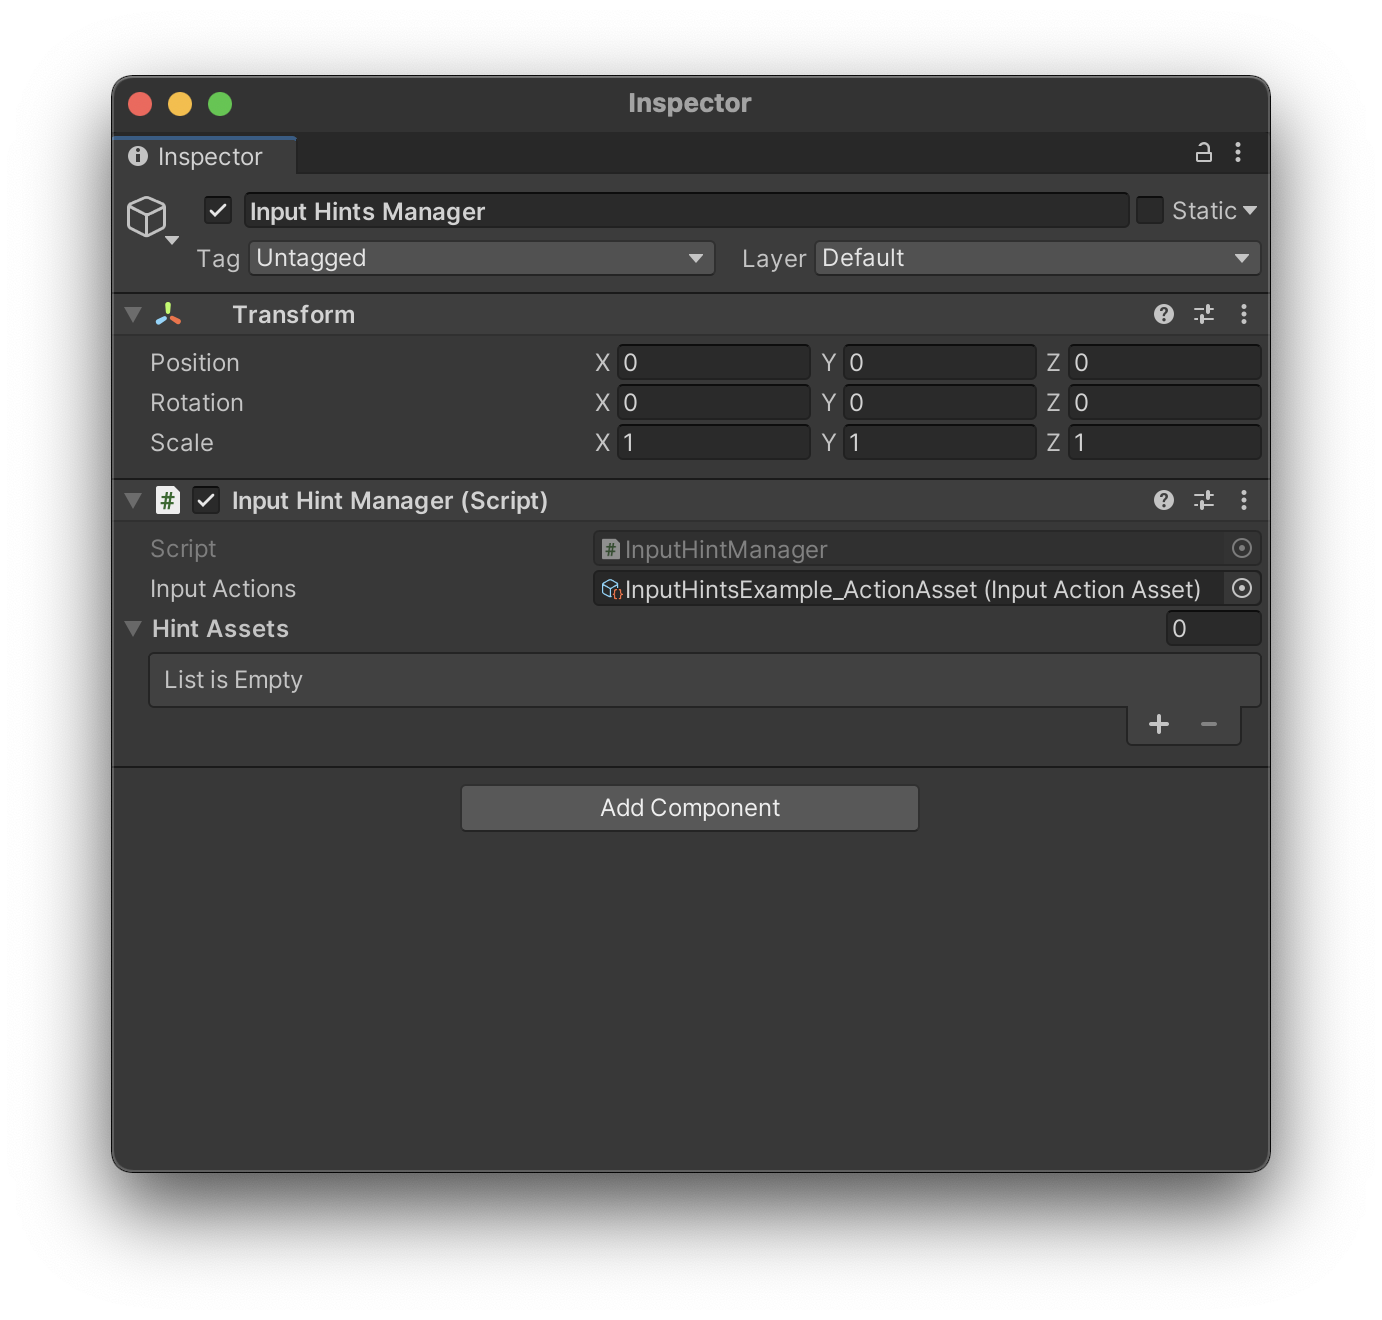 Inspector
Inspector
Input Hints Manager Static
Tag Untagged Layer Default
Transform
Position X 0 Y 0 Z 0
Rotation X 0 Y 0 Z 0
Scale X 1 Y 1 Z 1
# Input Hint Manager (Script)
Script # InputHintManager
Input Actions InputHintsExample_ActionAsset (Input Action Asset)
Hint Assets 0
List is Empty
Add Component